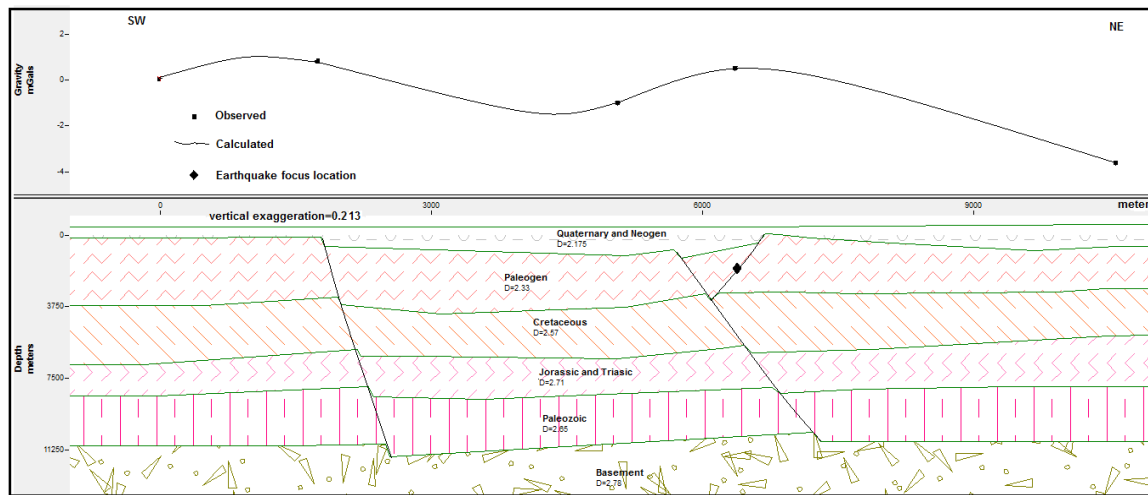 SW
NE
2
0
-2
-4
Gravity
mGals
Observed
Calculated
Earthquake focus location
0
3000
6000
9000
meters
vertical exaggeration=0.213
0
3750
7500
11250
Depth
meters
Quaternary and Neogen
D=2.175
Paleogen
D=2.33
Cretaceous
D=2.57
Jorassic and Triasic
D=2.71
Paleozoic
D=2.65
Basement
D=2.78